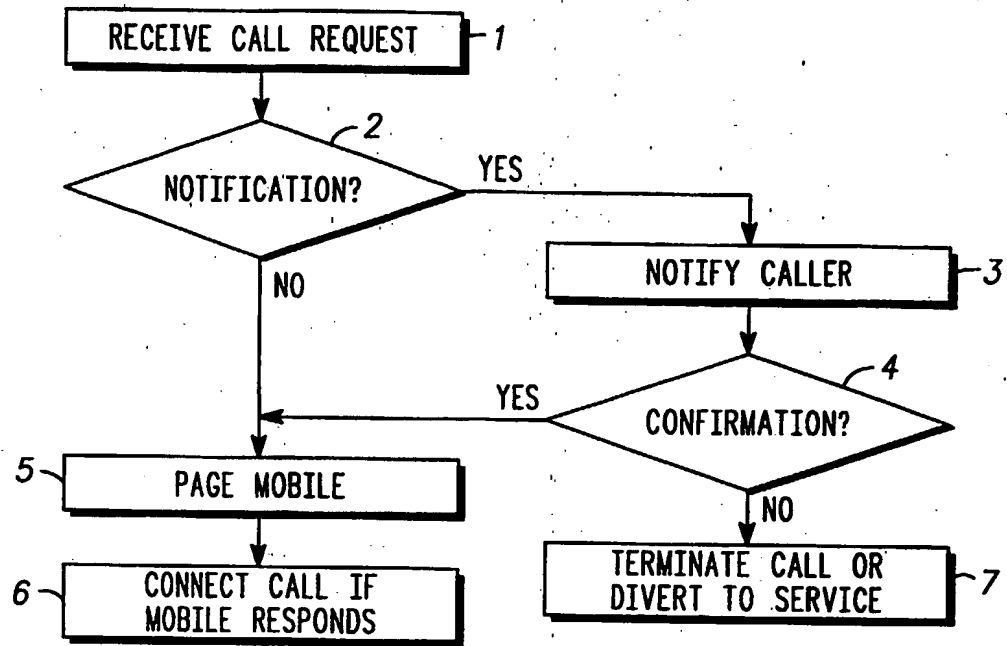 RECEIVE CALL REQUEST
1
2
NOTIFICATION?
YES
NOTIFY CALLER
3
NO
4
YES
CONFIRMATION?
5
PAGE MOBILE
NO
6
CONNECT CALL IF
MOBILE RESPONDS
TERMINATE CALL OR
DIVERT TO SERVICE
7